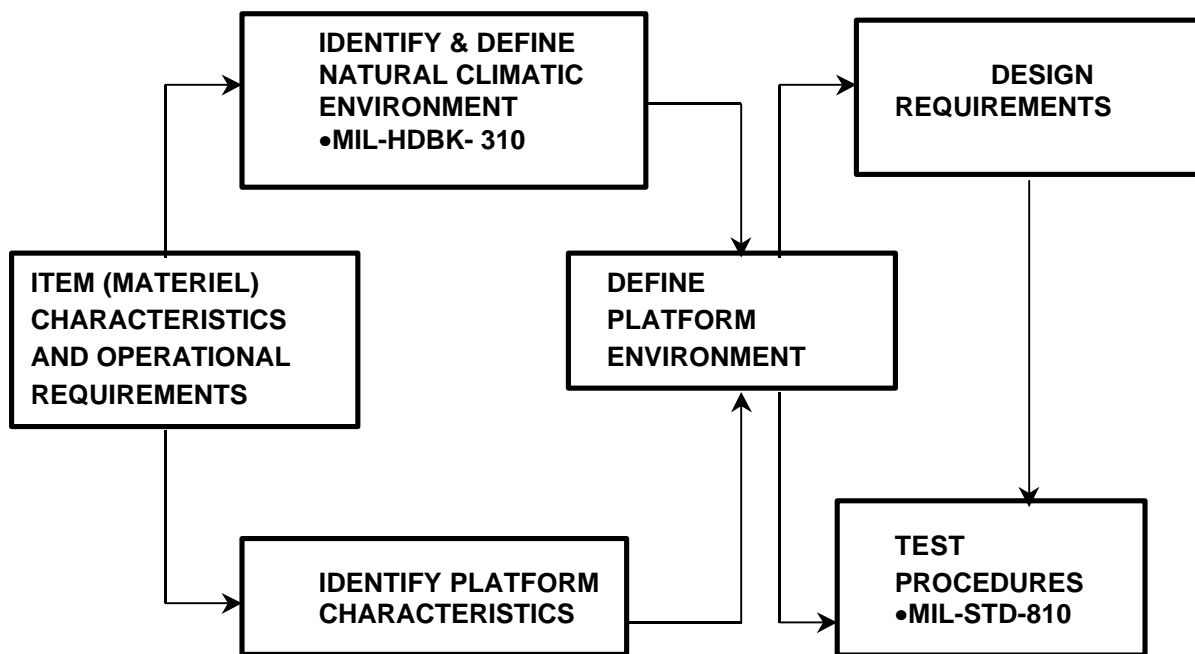 IDENTIFY & DEFINE
NATURAL CLIMATIC
ENVIRONMENT
•MIL-HDBK- 310
DESIGN
REQUIREMENTS
ITEM (MATERIEL)
CHARACTERISTICS
AND OPERATIONAL
REQUIREMENTS
DEFINE
PLATFORM
ENVIRONMENT
IDENTIFY PLATFORM
CHARACTERISTICS
TEST
PROCEDURES
•MIL-STD-810